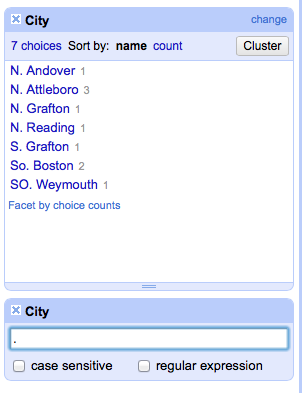 City change
7 choices Sort by: name count Cluster
N. Andover 1
N. Attleboro 3
N. Grafton 1
N. Reading 1
S. Grafton 1
So. Boston 2
SO. Weymouth 1
Facet by choice counts
City
.
case sensitive regular expression